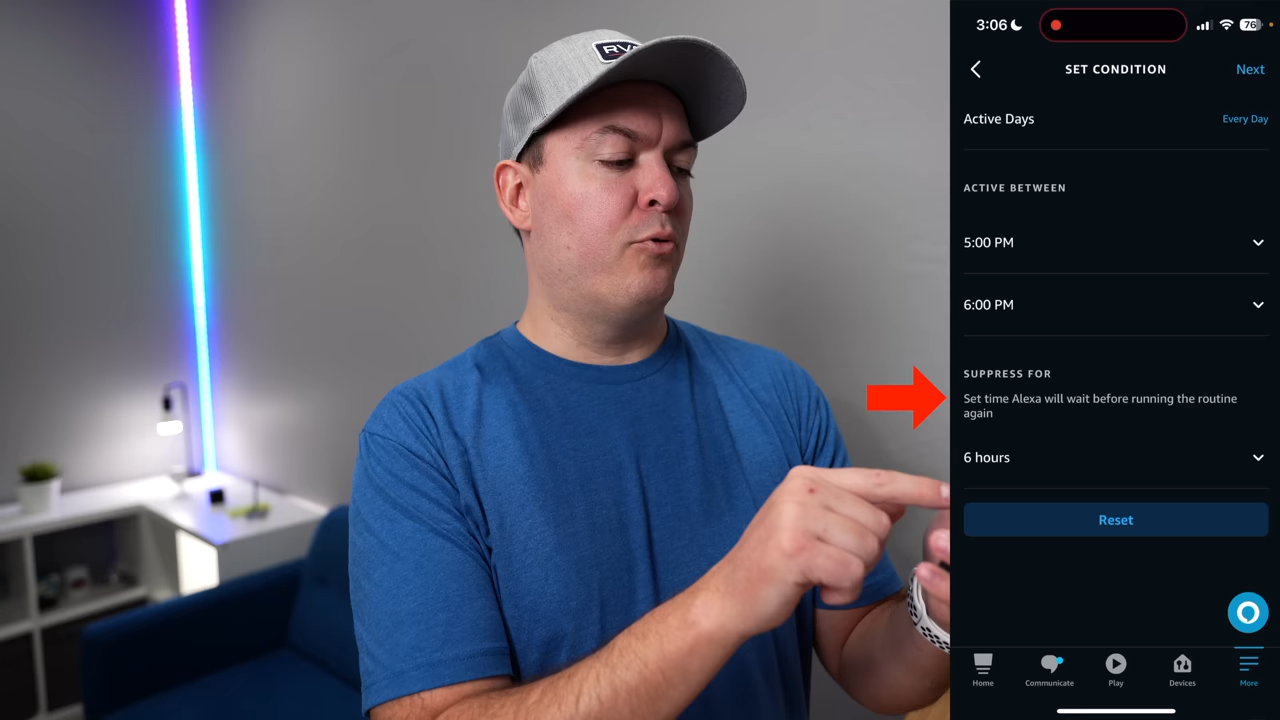 RV
3:06
76
SET CONDITION
Next
Active Days
Every Day
ACTIVE BETWEEN
5:00 PM
6:00 PM
SUPPRESS FOR
Set time Alexa will wait before running the routine
again
6 hours
Reset
Home
Communicate
Play
Devices
More